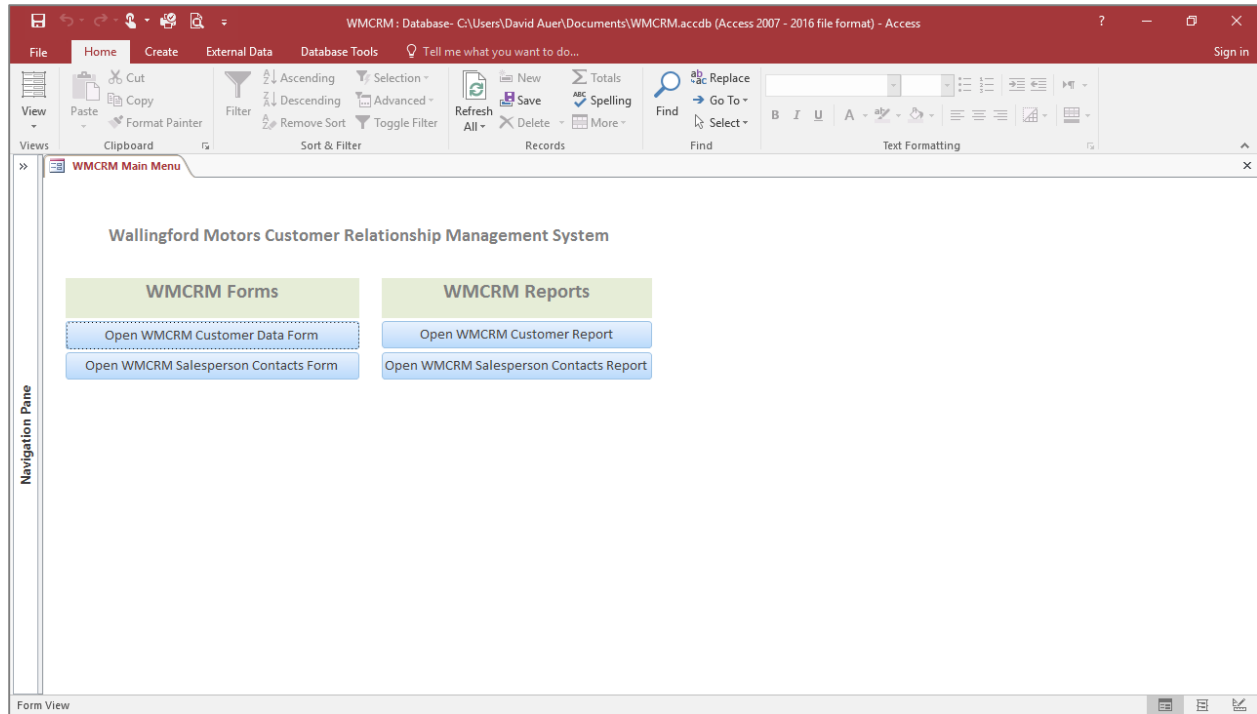 WMCRM : Database- C:\Users\David Auer\Documents\WMCRM.accdb (Access 2007 - 2016 file format) - Access
?
File Home Create External Data Database Tools Tell me what you want to do... Sign in
View
Views
Paste
Cut
Copy
Format Painter
Clipboard
Filter
Ascending
Descending
Remove Sort
Selection
Advanced
Toggle Filter
Sort & Filter
Refresh
All
New
Save
Delete
Totals
Spelling
More
Records
Find
Replace
Go To
Select
Find
B I U A
Text Formatting
WMCRM Main Menu
Navigation Pane
Wallingford Motors Customer Relationship Management System
WMCRM Forms
Open WMCRM Customer Data Form
Open WMCRM Salesperson Contacts Form
WMCRM Reports
Open WMCRM Customer Report
Open WMCRM Salesperson Contacts Report
Form View